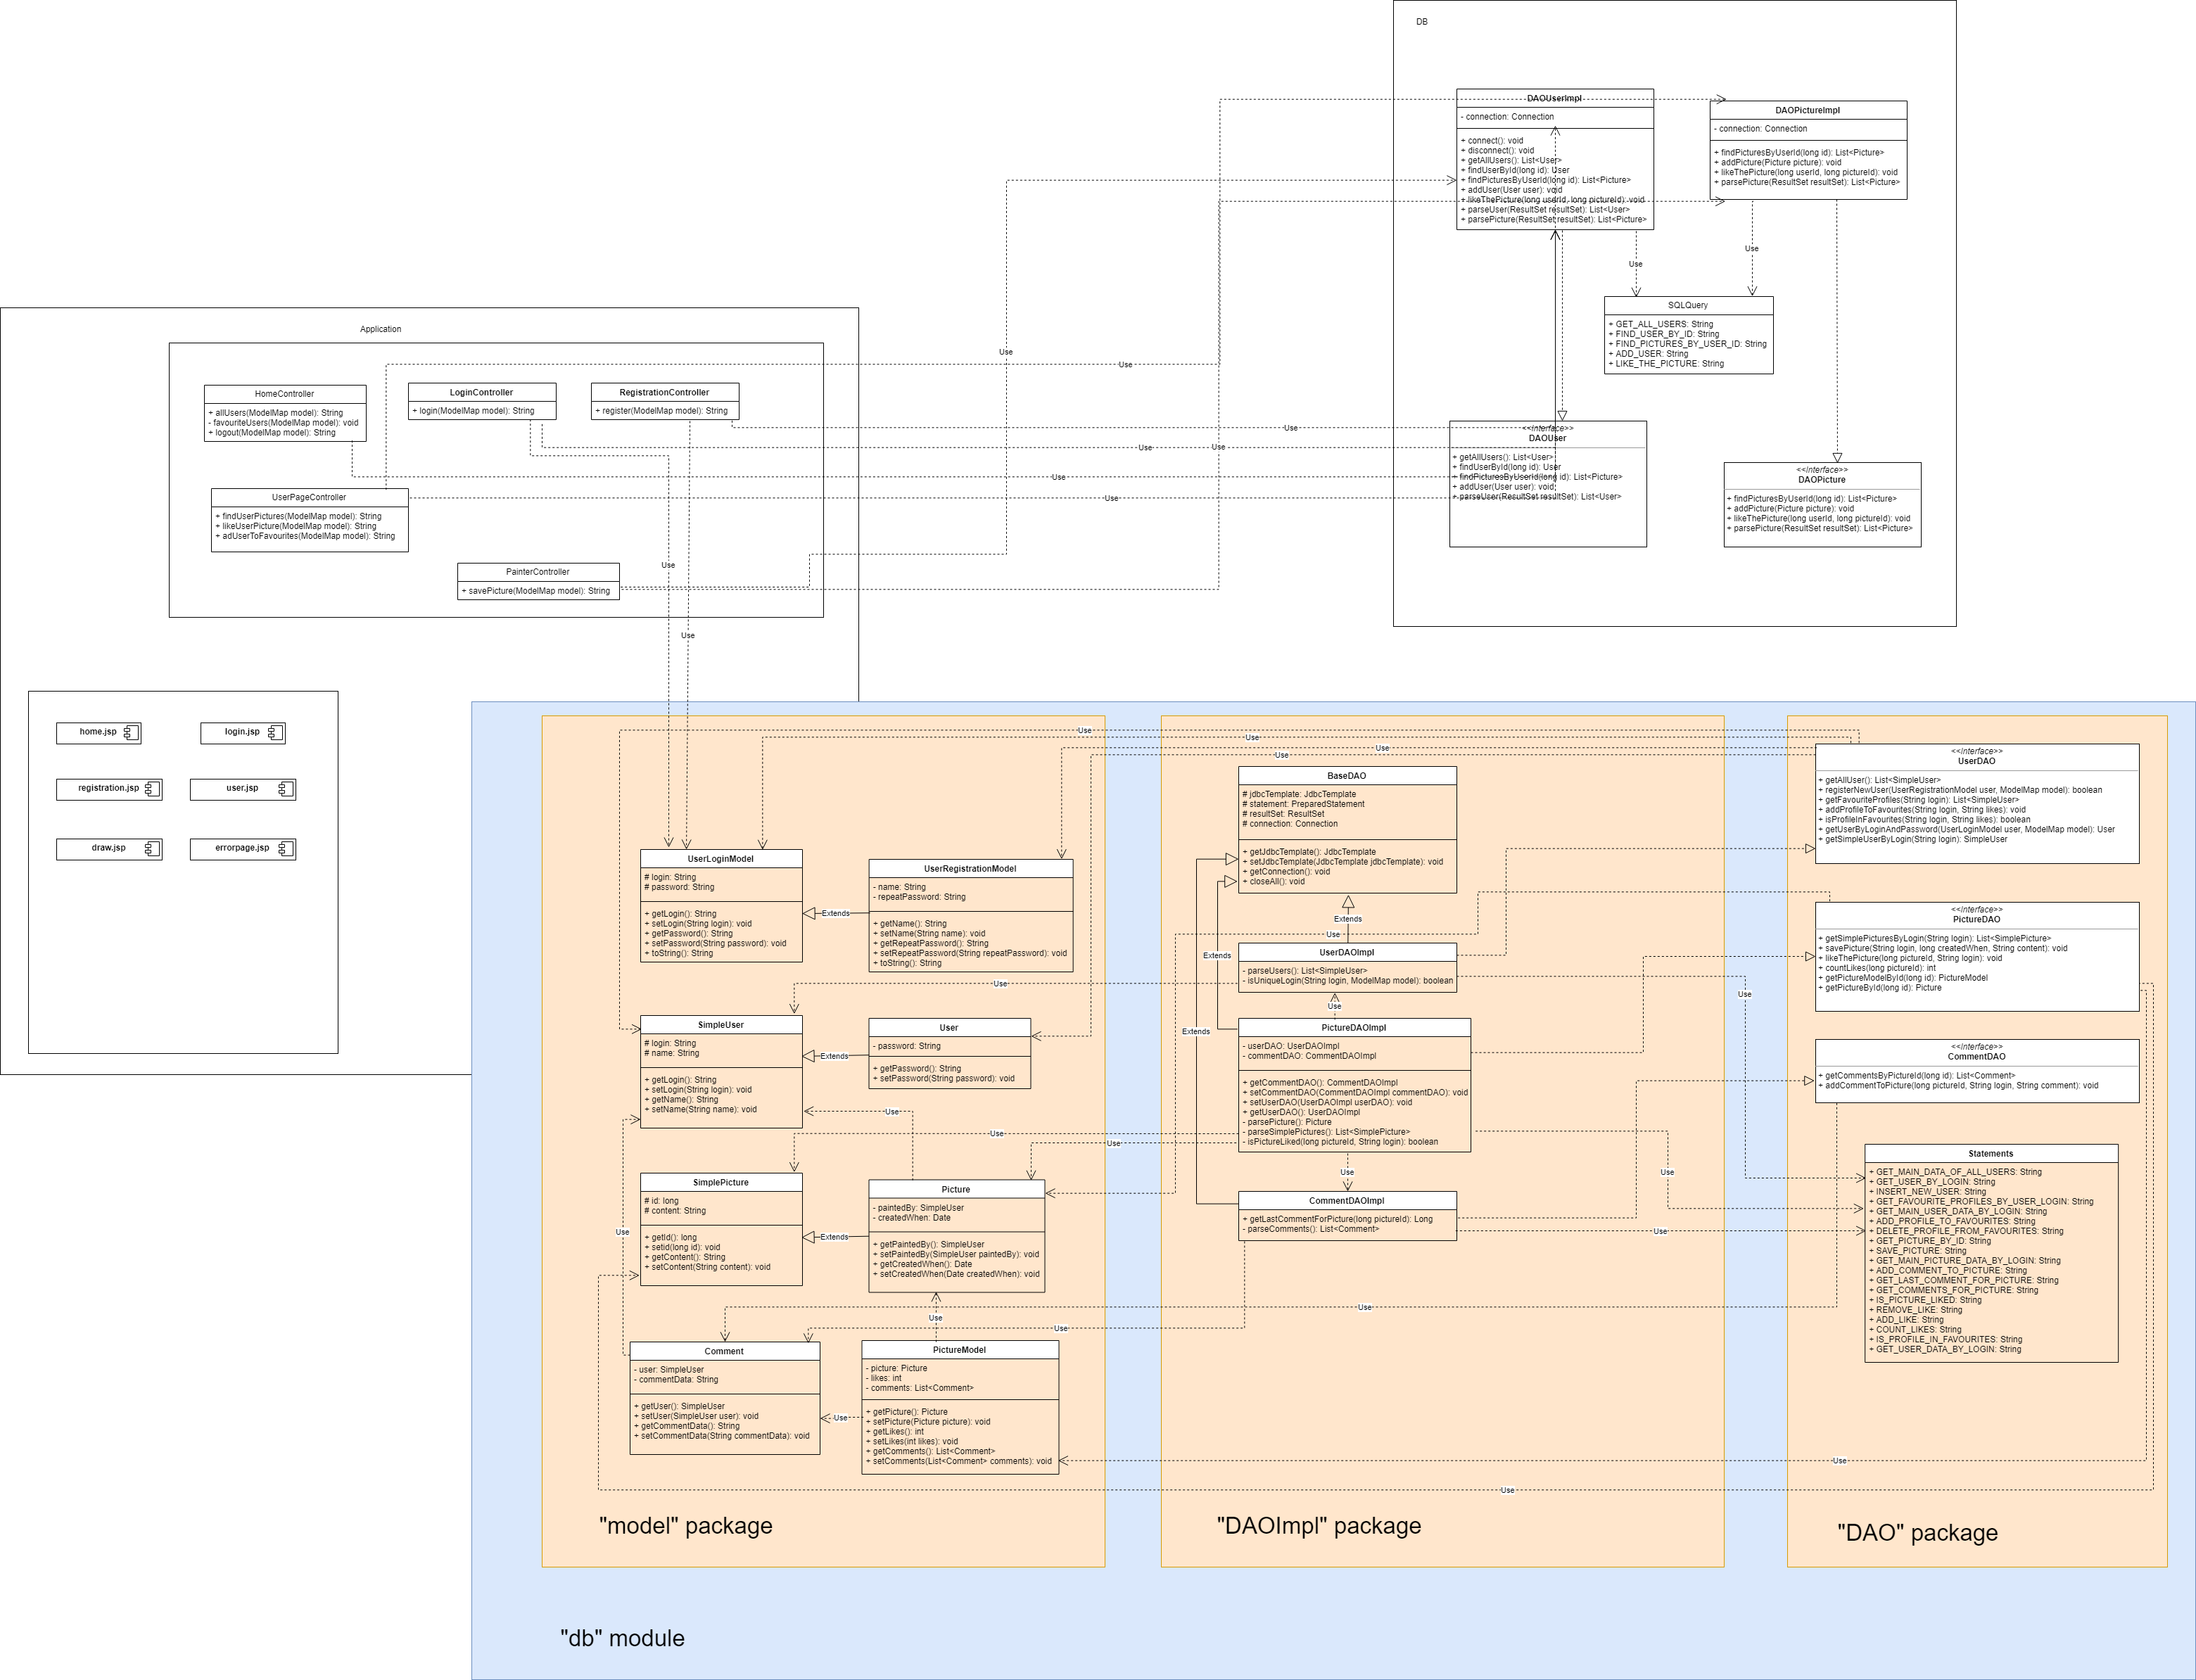 DB
DAOUserImpl
- connection: Connection
+ connect(): void
+ disconnect(): void
+ getAllUsers(): List<User>
+ findUserById(long id): User
+ findPicturesByUserId(long id): List<Picture>
+ addUser(User user): void
+ likeThePicture(long userId, long pictureId): void
+ parseUser(ResultSet resultSet): List<User>
+ parsePicture(ResultSet resultSet): List<Picture>
DAOPictureImpl
- connection: Connection
+ findPicturesByUserId(long id): List<Picture>
+ addPicture(Picture picture): void
+ likeThePicture(long userId, long pictureId): void
+ parsePicture(ResultSet resultSet): List<Picture>
Use
Use
SQLQuery
+ GET_ALL_USERS: String
+ FIND_USER_BY_ID: String
+ FIND_PICTURES_BY_USER_ID: String
+ ADD_USER: String
+ LIKE_THE_PICTURE: String
<<Interface>>
DAOUser
+ getAllUsers(): List<User>
+ findUserById(long id): User
+ findPicturesByUserId(long id): List<Picture>
+ addUser(User user): void
+ parseUser(ResultSet resultSet): List<User>
<<Interface>>
DAOPicture
+ findPicturesByUserId(long id): List<Picture>
+ addPicture(Picture picture): void
+ likeThePicture(long userId, long pictureId): void
+ parsePicture(ResultSet resultSet): List<Picture>
Application
HomeController
+ allUsers(ModelMap model): String
- favouriteUsers(ModelMap model): void
+ logout(ModelMap model): String
LoginController
+ login(ModelMap model): String
RegistrationController
+ register(ModelMap model): String
UserPageController
+ findUserPictures(ModelMap model): String
+ likeUserPicture(ModelMap model): String
+ adUserToFavourites(ModelMap model): String
PainterController
+ savePicture(ModelMap model): String
Use
Use
Use
Use
Use
Use
Use
Use
Use
home.jsp
login.jsp
registration.jsp
user.jsp
draw.jsp
errorpage.jsp
Use
Use
Use
Use
UserLoginModel
# login: String
# password: String
+ getLogin(): String
+ setLogin(String login): void
+ getPassword(): String
+ setPassword(String password): void
+ toString(): String
Extends
UserRegistrationModel
- name: String
- repeatPassword: String
+ getName(): String
+ setName(String name): void
+ getRepeatPassword(): String
+ setRepeatPassword(String repeatPassword): void
+ toString(): String
Use
SimpleUser
# login: String
# name: String
+ getLogin(): String
+ setLogin(String login): void
+ getName(): String
+ setName(String name): void
Extends
User
- password: String
+ getPassword(): String
+ setPassword(String password): void
Use
Use
Use
SimplePicture
# id: long
# content: String
+ getId(): long
+ setid(long id): void
+ getContent(): String
+ setContent(String content): void
Extends
Picture
- paintedBy: SimpleUser
- createdWhen: Date
+ getPaintedBy(): SimpleUser
+ setPaintedBy(SimpleUser paintedBy): void
+ getCreatedWhen(): Date
+ setCreatedWhen(Date createdWhen): void
Use
Use
Use
Use
Comment
- user: SimpleUser
- commentData: String
+ getUser(): SimpleUser
+ setUser(SimpleUser user): void
+ getCommentData(): String
+ setCommentData(String commentData): void
Use
PictureModel
- picture: Picture
- likes: int
- comments: List<Comment>
+ getPicture(): Picture
+ setPicture(Picture picture): void
+ getLikes(): int
+ setLikes(int likes): void
+ getComments(): List<Comment>
+ setComments(List<Comment> comments): void
"model" package
BaseDAO
# jdbcTemplate: JdbcTemplate
# statement: PreparedStatement
# resultSet: ResultSet
# connection: Connection
+ getJdbcTemplate(): JdbcTemplate
+ setJdbcTemplate(JdbcTemplate jdbcTemplate): void
+ getConnection(): void
+ closeAll(): void
Extends
Use
Extends
UserDAOImpl
- parseUsers(): List<SimpleUser>
- isUniqueLogin(String login, ModelMap model): boolean
Use
Extends
PictureDAOImpl
- userDAO: UserDAOImpl
- commentDAO: CommentDAOImpl
+ getCommentDAO(): CommentDAOImpl
+ setCommentDAO(CommentDAOImpl commentDAO): void
+ setUserDAO(UserDAOImpl userDAO): void
+ getUserDAO(): UserDAOImpl
- parsePicture(): Picture
- parseSimplePictures(): List<SimplePicture>
- isPictureLiked(long pictureId, String login): boolean
Use
CommentDAOImpl
+ getLastCommentForPicture(long pictureId): Long
- parseComments(): List<Comment>
Use
Use
Use
Use
"DAOImpl" package
<<Interface>>
UserDAO
+ getAllUser(): List<SimpleUser>
+ registerNewUser(UserRegistrationModel user, ModelMap model): boolean
+ getFavouriteProfiles(String login): List<SimpleUser>
+ addProfileToFavourites(String login, String likes): void
+ isProfileInFavourites(String login, String likes): boolean
+ getUserByLoginAndPassword(UserLoginModel user, ModelMap model): User
+ getSimpleUserByLogin(String login): SimpleUser
<<Interface>>
PictureDAO
+ getSimplePicturesByLogin(String login): List<SimplePicture>
+ savePicture(String login, long createdWhen, String content): void
+ likeThePicture(long pictureId, String login): void
+ countLikes(long pictureId): int
+ getPictureModelById(long id): PictureModel
+ getPictureById(long id): Picture
<<Interface>>
CommentDAO
+ getCommentsByPictureId(long id): List<Comment>
+ addCommentToPicture(long pictureId, String login, String comment): void
Statements
+ GET_MAIN_DATA_OF_ALL_USERS: String
+ GET_USER_BY_LOGIN: String
+ INSERT_NEW_USER: String
+ GET_FAVOURITE_PROFILES_BY_USER_LOGIN: String
+ GET_MAIN_USER_DATA_BY_LOGIN: String
+ ADD_PROFILE_TO_FAVOURITES: String
+ DELETE_PROFILE_FROM_FAVOURITES: String
+ GET_PICTURE_BY_ID: String
+ SAVE_PICTURE: String
+ GET_MAIN_PICTURE_DATA_BY_LOGIN: String
+ ADD_COMMENT_TO_PICTURE: String
+ GET_LAST_COMMENT_FOR_PICTURE: String
+ GET_COMMENTS_FOR_PICTURE: String
+ IS_PICTURE_LIKED: String
+ REMOVE_LIKE: String
+ ADD_LIKE: String
+ COUNT_LIKES: String
+ IS_PROFILE_IN_FAVOURITES: String
+ GET_USER_DATA_BY_LOGIN: String
Use
Use
"DAO" package
"db" module